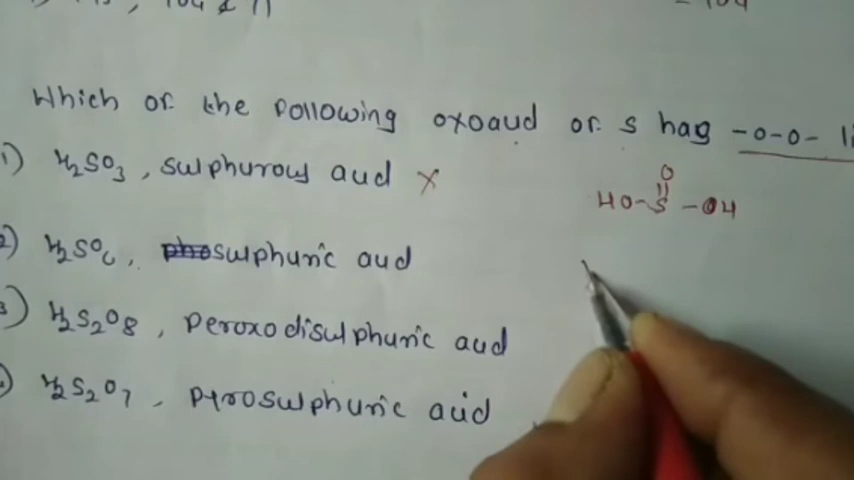 Which of the following oxoacid of S has -O-O- li
1) H2SO3, sulphurous acid X
O
HO-S-OH
2) H2SO4, sulphuric acid
3) H2S2O8, peroxodisulphuric acid
H2S2O7, pyrosulphuric acid